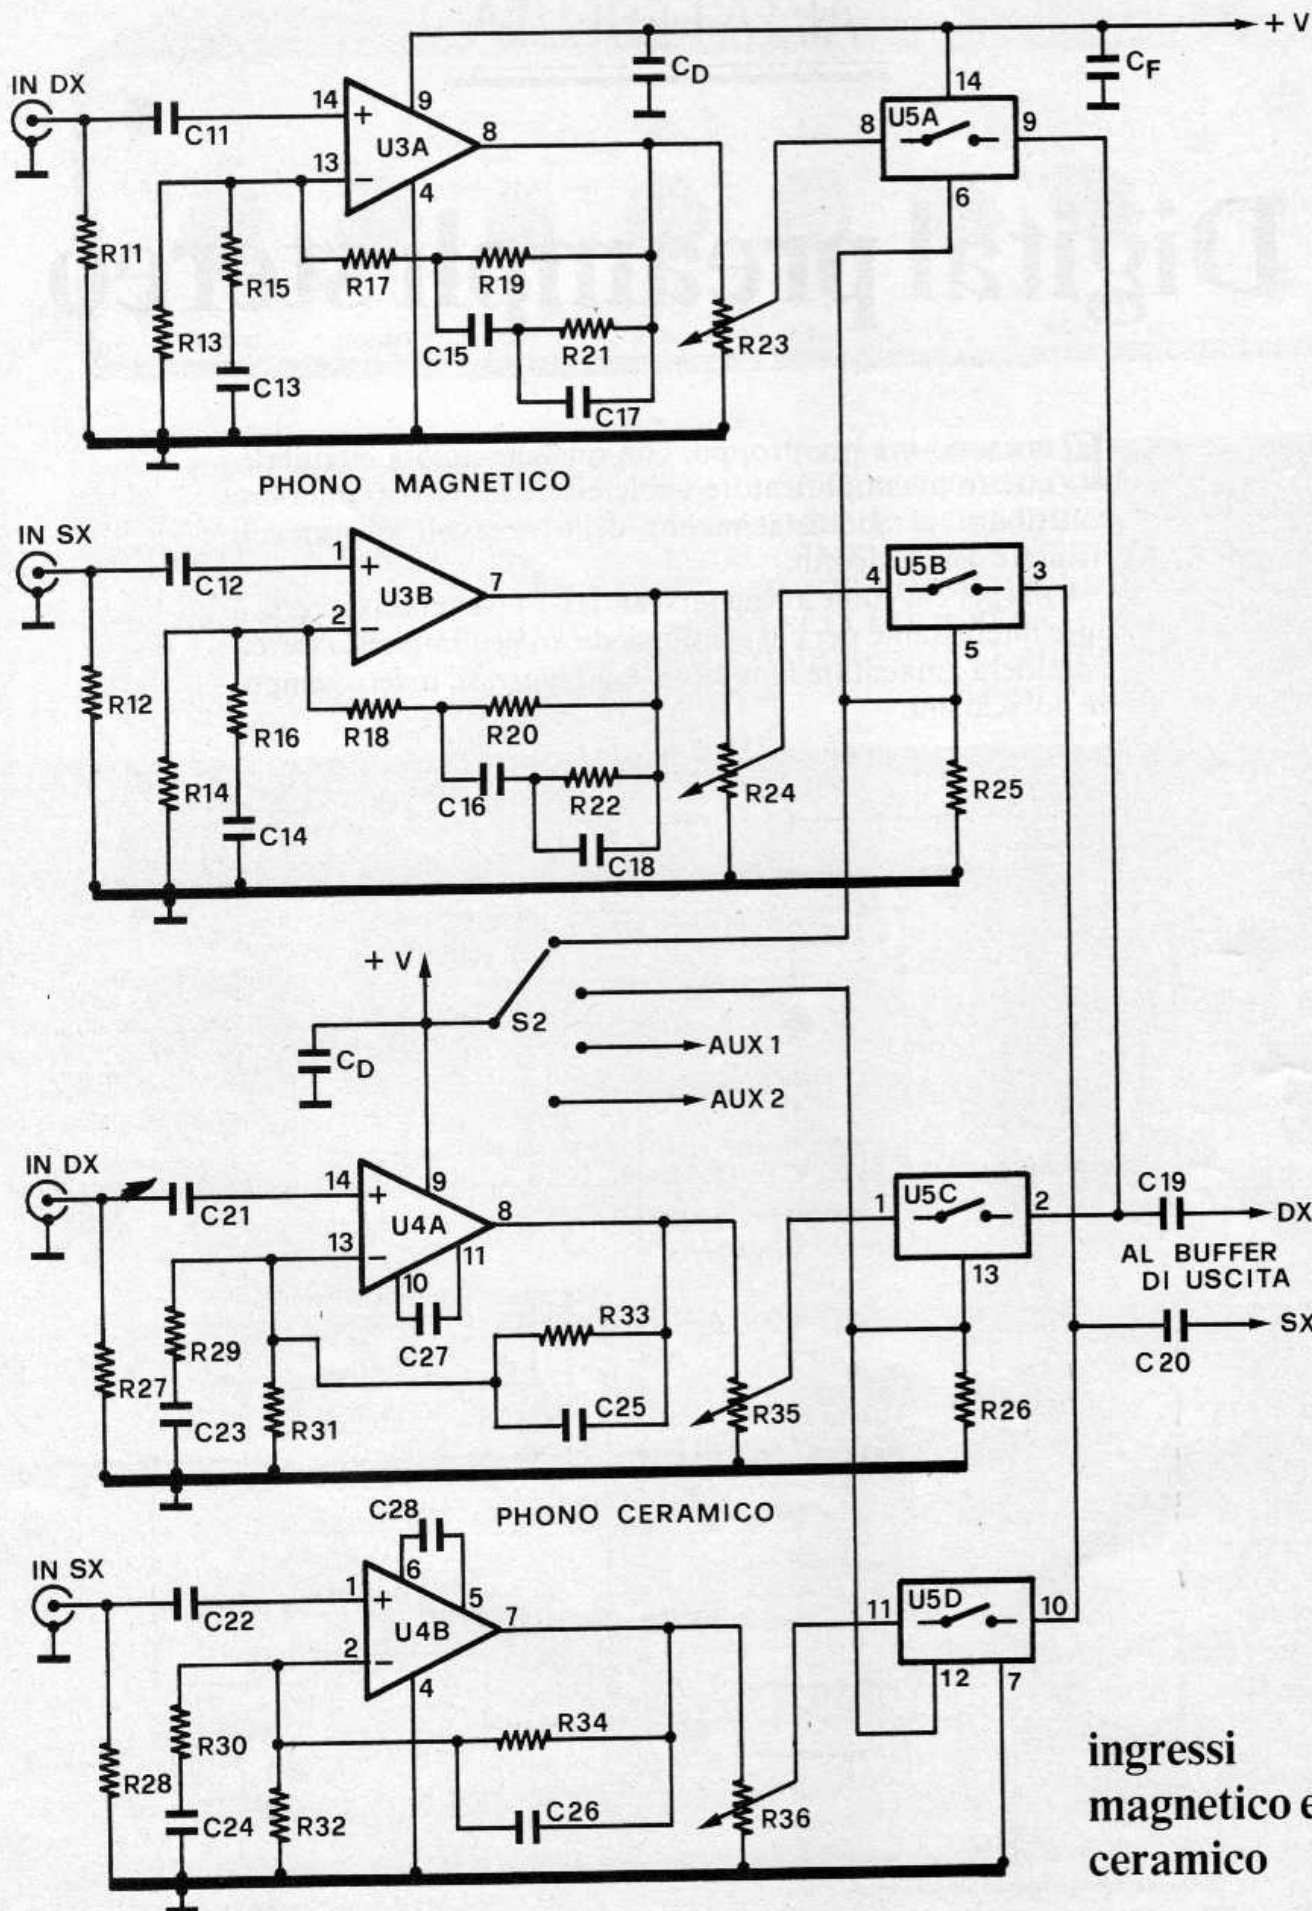 + V
IN DX
C11
14
+
9
U3A
8
13
−
4
CD
14
CF
8
U5A
9
6
R11
R15
R17
R19
R13
C15
R21
R23
C13
C17
PHONO MAGNETICO
IN SX
C12
1
+
U3B
7
2
−
4
U5B
3
5
R12
R16
R18
R20
R14
C16
R22
R24
R25
C14
C18
+ V
S2
CD
AUX 1
AUX 2
IN DX
C21
14
+
9
U4A
8
13
−
10
11
1
U5C
2
13
C19
DX
AL BUFFER
DI USCITA
SX
C20
R29
C27
R33
R27
C23
R31
C25
R35
R26
C28
PHONO CERAMICO
IN SX
C22
1
+
6
5
U4B
7
2
−
4
11
U5D
10
12
7
R30
R34
R28
C24
R32
C26
R36
ingressi
magnetico e
ceramico